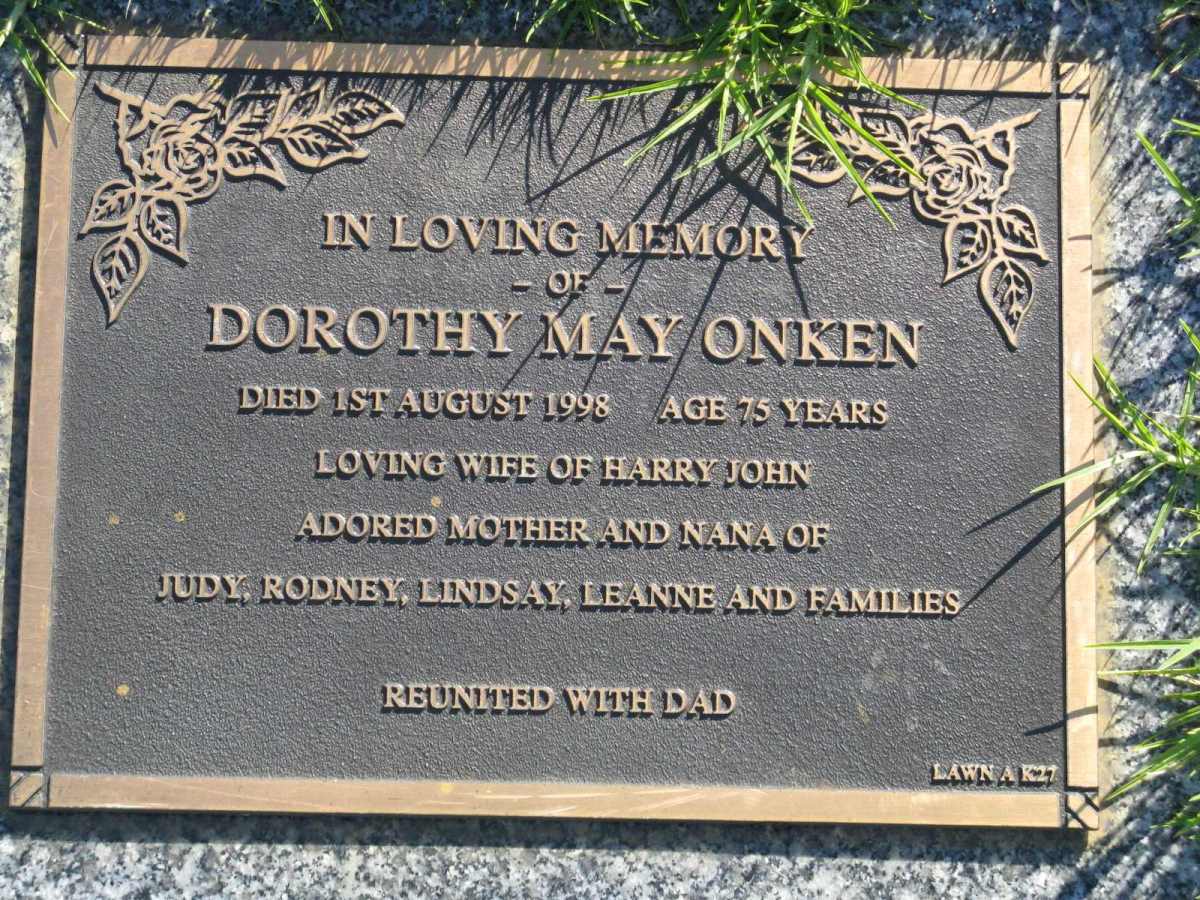 IN LOVING MEMORY
- OF -
DOROTHY MAY ONKEN
DIED 1ST AUGUST 1998 AGE 75 YEARS
LOVING WIFE OF HARRY JOHN
ADORED MOTHER AND NANA OF
JUDY, RODNEY, LINDSAY, LEANNE AND FAMILIES
REUNITED WITH DAD
LAWN A K27